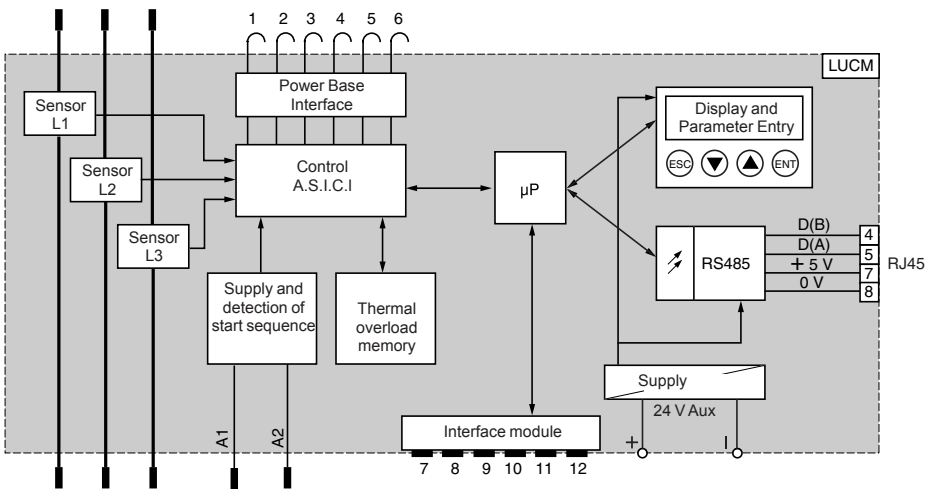 1 2 3 4 5 6
LUCM
Power Base
Interface
Sensor
L1
Display and
Parameter Entry
ESC
ENT
Sensor
L2
Control
A.S.I.C.I
µP
Sensor
L3
D(B)
4
D(A)
5
RS485
RJ45
+ 5 V
7
0 V
8
Supply and
detection of
start sequence
Thermal
overload
memory
Supply
24 V Aux
A1
A2
Interface module
+
–
7 8 9 10 11 12